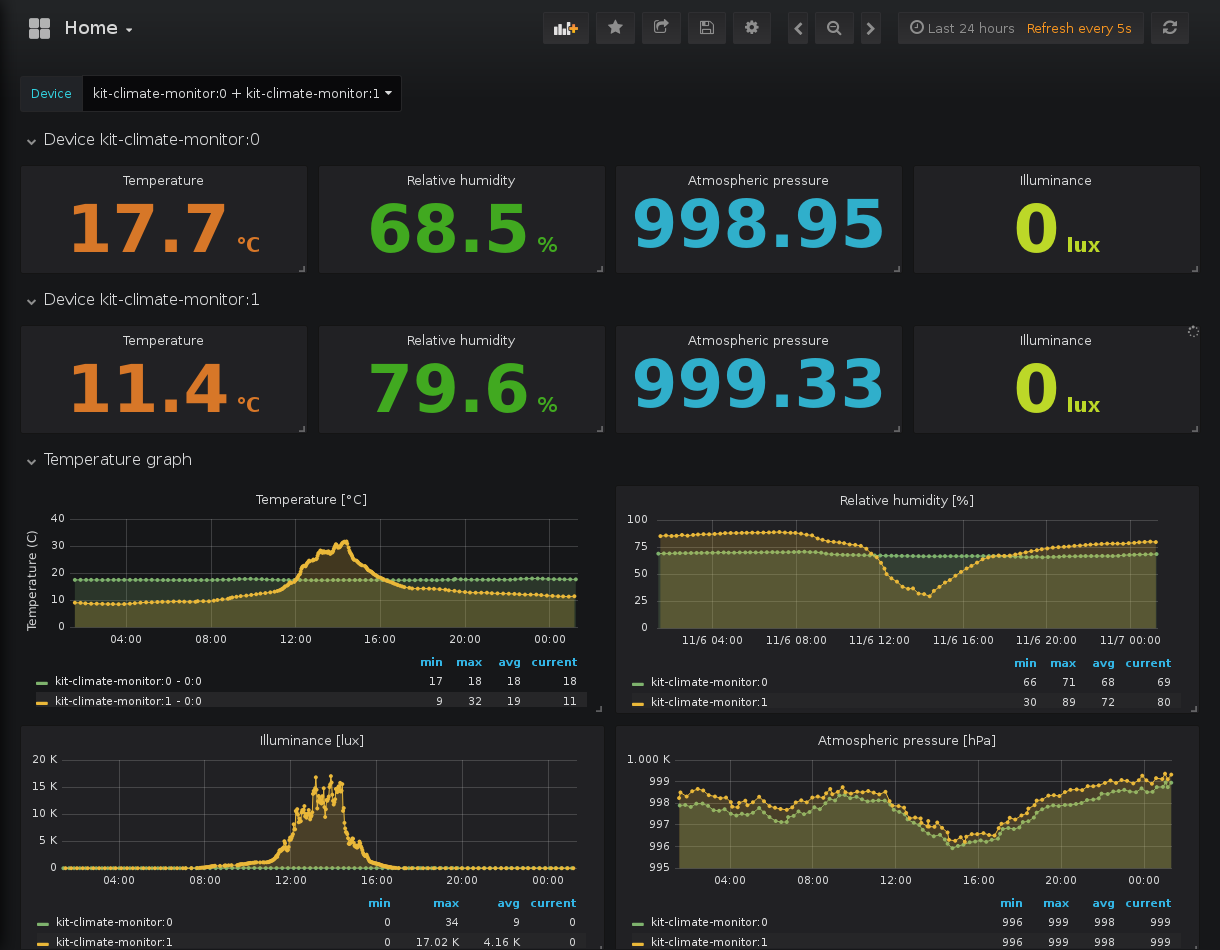 Home
Last 24 hours Refresh every 5s
Device kit-climate-monitor:0 + kit-climate-monitor:1
Device kit-climate-monitor:0
Temperature Relative humidity Atmospheric pressure Illuminance
17.7 °C 68.5 % 998.95 0 lux
Device kit-climate-monitor:1
Temperature Relative humidity Atmospheric pressure Illuminance
11.4 °C 79.6 % 999.33 0 lux
Temperature graph
Temperature [°C]
Temperature (C)
40
30
20
10
0
04:00 08:00 12:00 16:00 20:00 00:00
min max avg current
kit-climate-monitor:0 - 0:0 17 18 18 18
kit-climate-monitor:1 - 0:0 9 32 19 11
Relative humidity [%]
100
75
50
25
0
11/6 04:00 11/6 08:00 11/6 12:00 11/6 16:00 11/6 20:00 11/7 00:00
min max avg current
kit-climate-monitor:0 66 71 68 69
kit-climate-monitor:1 30 89 72 80
Illuminance [lux]
20 K
15 K
10 K
5 K
0
04:00 08:00 12:00 16:00 20:00 00:00
min max avg current
kit-climate-monitor:0 0 34 9 0
kit-climate-monitor:1 0 17.02 K 4.16 K 0
Atmospheric pressure [hPa]
1.000 K
999
998
997
996
995
04:00 08:00 12:00 16:00 20:00 00:00
min max avg current
kit-climate-monitor:0 996 999 998 999
kit-climate-monitor:1 996 999 998 999